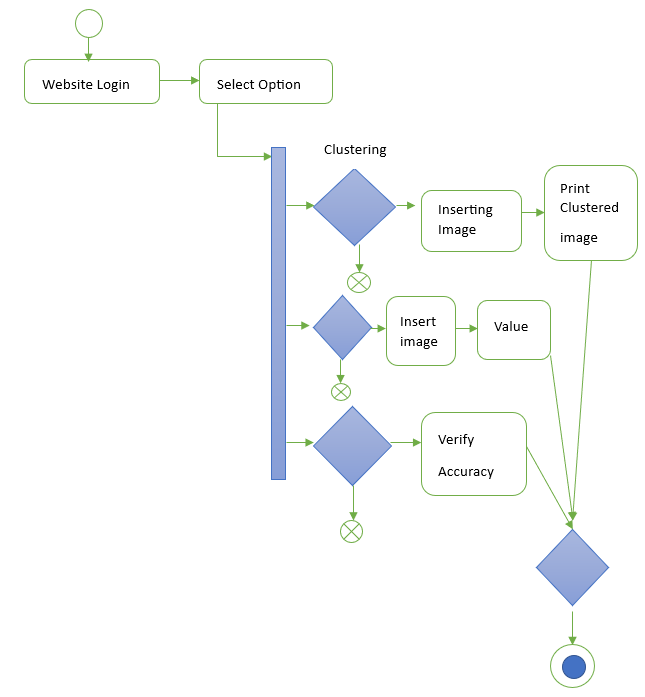 Website Login
Select Option
Clustering
Inserting
Image
Print
Clustered
image
Insert
image
Value
Verify
Accuracy